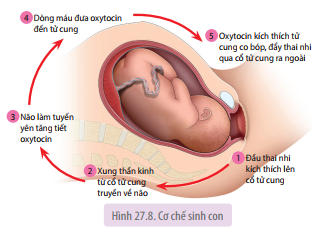 4 Dòng máu đưa oxytocin
đến tử cung
5 Oxytocin kích thích tử
cung co bóp, đẩy thai nhi
qua cổ tử cung ra ngoài
3 Não làm tuyến
yên tăng tiết
oxytocin
2 Xung thần kinh
từ cổ tử cung
truyền về não
1 Đầu thai nhi
kích thích lên
cổ tử cung
Hình 27.8. Cơ chế sinh con